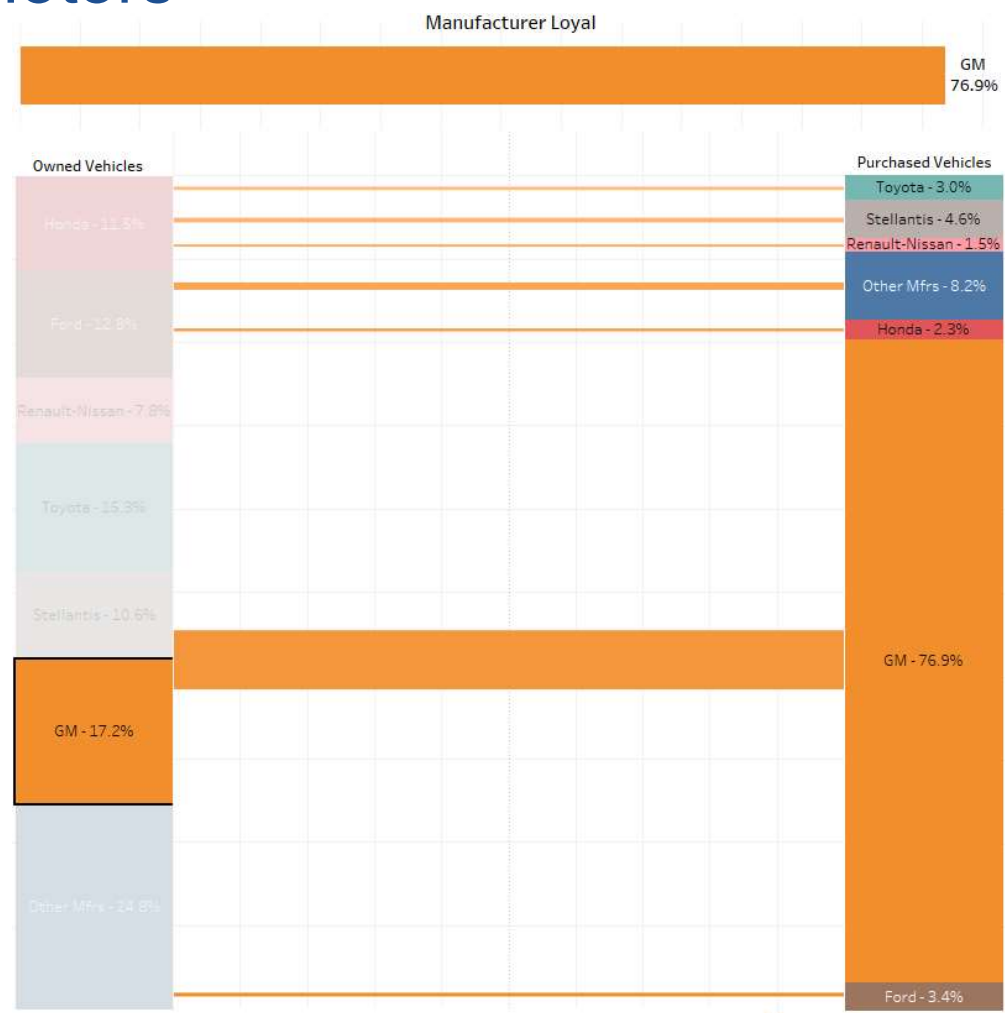 Manufacturer Loyal
GM
76.9%
Owned Vehicles
Honda - 11.5%
Ford - 12.8%
Renault-Nissan - 7.8%
Toyota - 15.3%
Stellantis - 10.6%
GM - 17.2%
Other Mfrs - 24.8%
Purchased Vehicles
Toyota - 3.0%
Stellantis - 4.6%
Renault-Nissan - 1.5%
Other Mfrs - 8.2%
Honda - 2.3%
GM - 76.9%
Ford - 3.4%